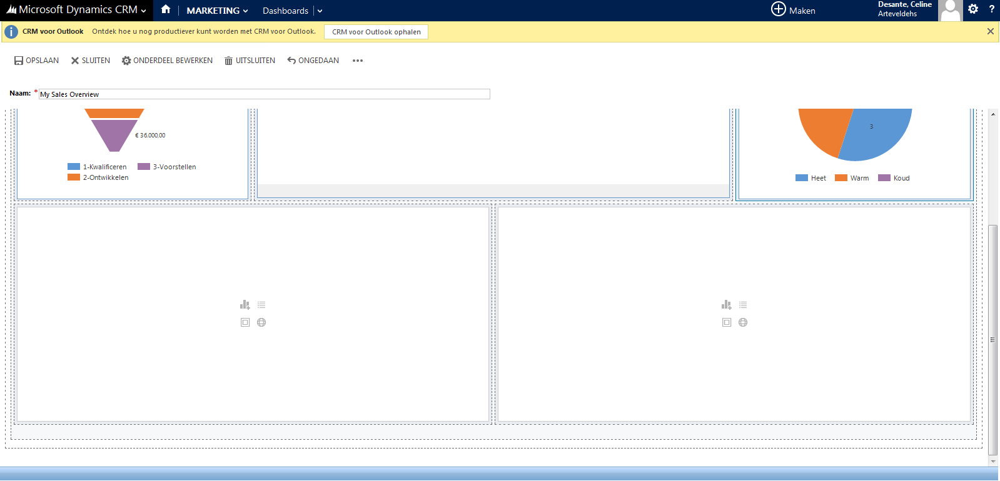 Microsoft Dynamics CRM MARKETING Dashboards Maken Desante, Celine ?
Arteveldehs
i CRM voor Outlook Ontdek hoe u nog productiever kunt worden met CRM voor Outlook. CRM voor Outlook ophalen
OPSLAAN SLUITEN ONDERDEEL BEWERKEN UITSLUITEN ONGEDAAN •••
Naam: * My Sales Overview
€ 36.000,00
3
1-Kwalificeren 3-Voorstellen
2-Ontwikkelen
Heet Warm Koud